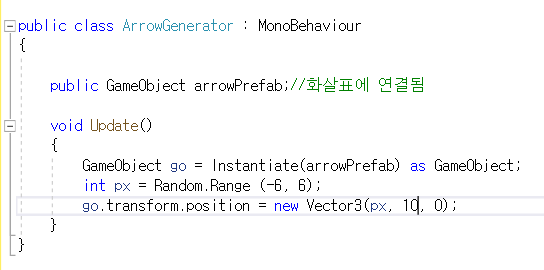 public class ArrowGenerator : MonoBehaviour
{
public GameObject arrowPrefab;//화살표에 연결됨
void Update()
{
GameObject go = Instantiate(arrowPrefab) as GameObject;
int px = Random.Range (-6, 6);
go.transform.position = new Vector3(px, 10, 0);
}
}